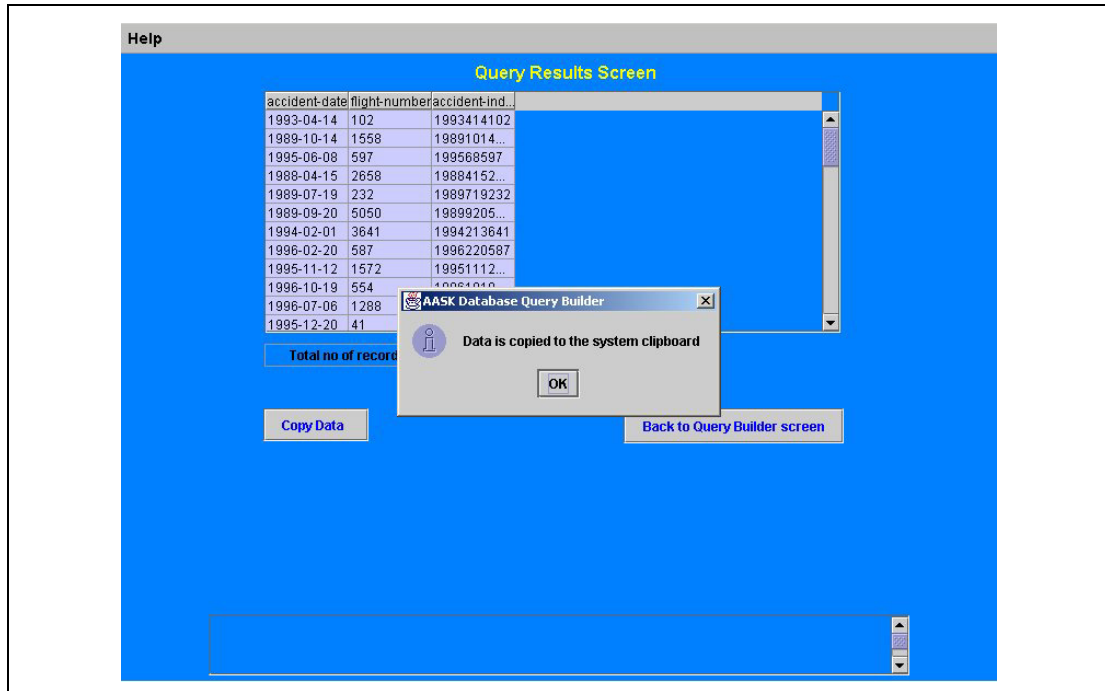 Help
Query Results Screen
accident-date flight-number accident-ind...
1993-04-14 102 1993414102
1989-10-14 1558 19891014...
1995-06-08 597 199568597
1988-04-15 2658 19884152...
1989-07-19 232 1989719232
1989-09-20 5050 19899205...
1994-02-01 3641 1994213641
1996-02-20 587 1996220587
1995-11-12 1572 19951112...
1996-10-19 554
1996-07-06 1288
1995-12-20 41
AASK Database Query Builder
Data is copied to the system clipboard
OK
Total no of record
Copy Data
Back to Query Builder screen